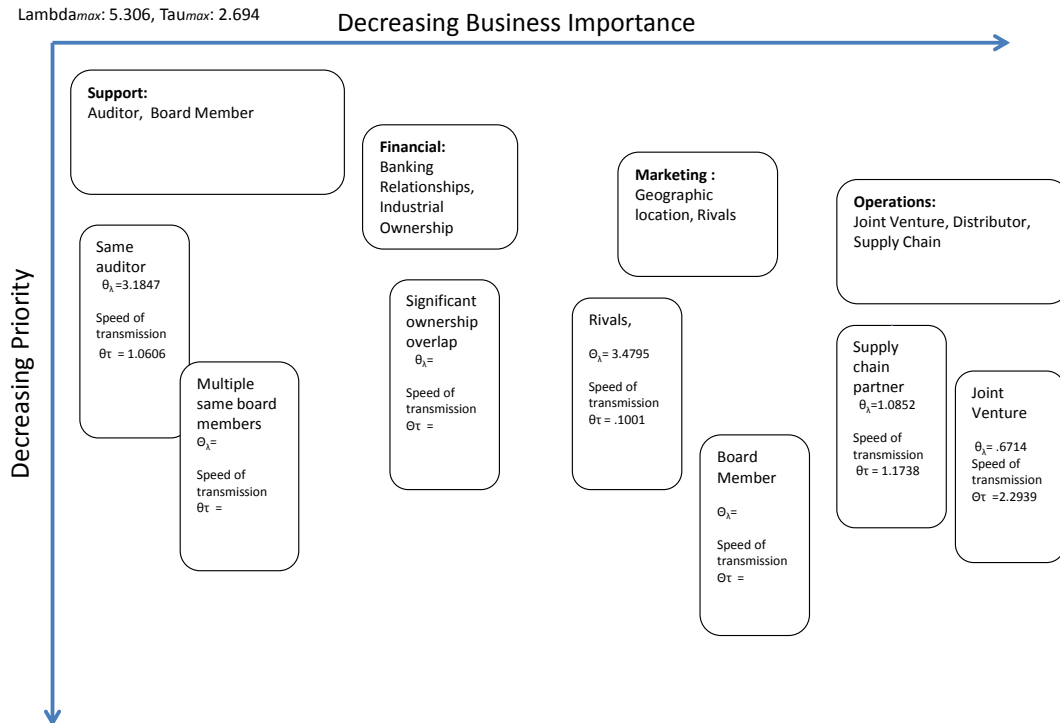 Lambdamax: 5.306, Taumax: 2.694
Decreasing Business Importance
Decreasing Priority
Support:
Auditor, Board Member
Financial:
Banking
Relationships,
Industrial
Ownership
Marketing :
Geographic
location, Rivals
Operations:
Joint Venture, Distributor,
Supply Chain
Same
auditor
θλ=3.1847
Speed of
transmission
θτ = 1.0606
Multiple
same board
members
Θλ=
Speed of
transmission
θτ =
Significant
ownership
overlap
θλ=
Speed of
transmission
Θτ =
Rivals,
Θλ= 3.4795
Speed of
transmission
θτ = .1001
Board
Member
Θλ=
Speed of
transmission
Θτ =
Supply
chain
partner
θλ=1.0852
Speed of
transmission
θτ = 1.1738
Joint
Venture
θλ= .6714
Speed of
transmission
Θτ =2.2939